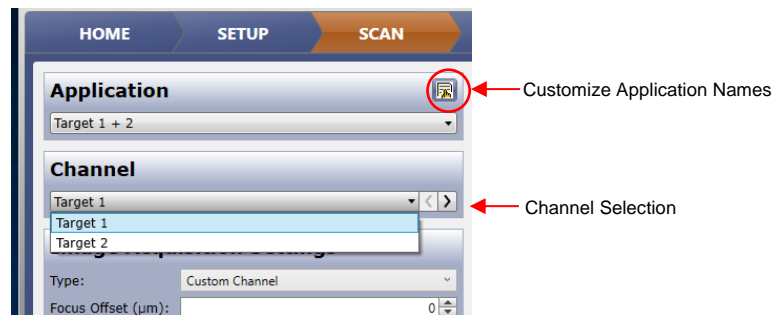 HOME SETUP SCAN
Application
Customize Application Names
Target 1 + 2
Channel
Target 1
Channel Selection
Target 1
Target 2
Type: Custom Channel
Focus Offset (µm): 0